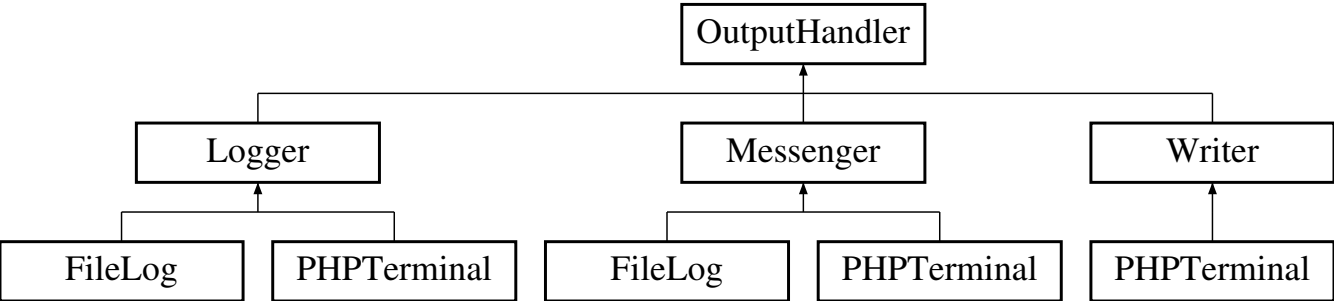 OutputHandler
Logger
Messenger
Writer
FileLog
PHPTerminal
FileLog
PHPTerminal
PHPTerminal